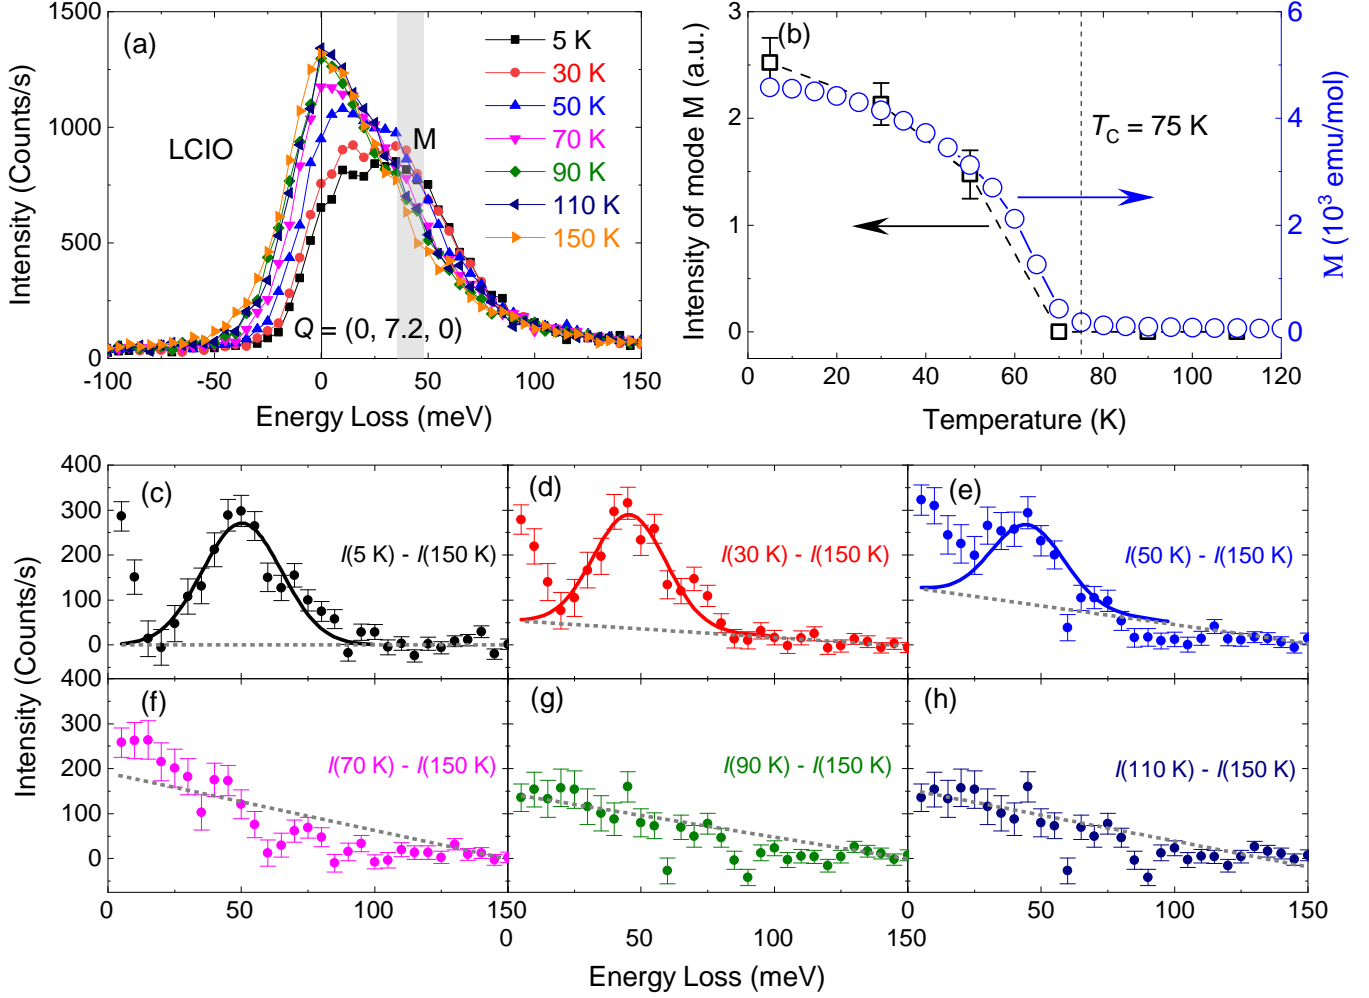 (a)
LCIO
M
5 K
30 K
50 K
70 K
90 K
110 K
150 K
Q = (0, 7.2, 0)
Intensity (Counts/s)
0
500
1000
1500
-100
-50
0
50
100
150
Energy Loss (meV)
(b)
T_C = 75 K
Intensity of mode M (a.u.)
0
1
2
3
0
20
40
60
80
100
120
Temperature (K)
0
2
4
6
M (10³ emu/mol)
Intensity (Counts/s)
400
300
200
100
0
(c)
I(5 K) - I(150 K)
(d)
I(30 K) - I(150 K)
(e)
I(50 K) - I(150 K)
Intensity (Counts/s)
400
300
200
100
0
(f)
I(70 K) - I(150 K)
(g)
I(90 K) - I(150 K)
(h)
I(110 K) - I(150 K)
0
50
100
150
0
50
100
150
0
50
100
150
Energy Loss (meV)